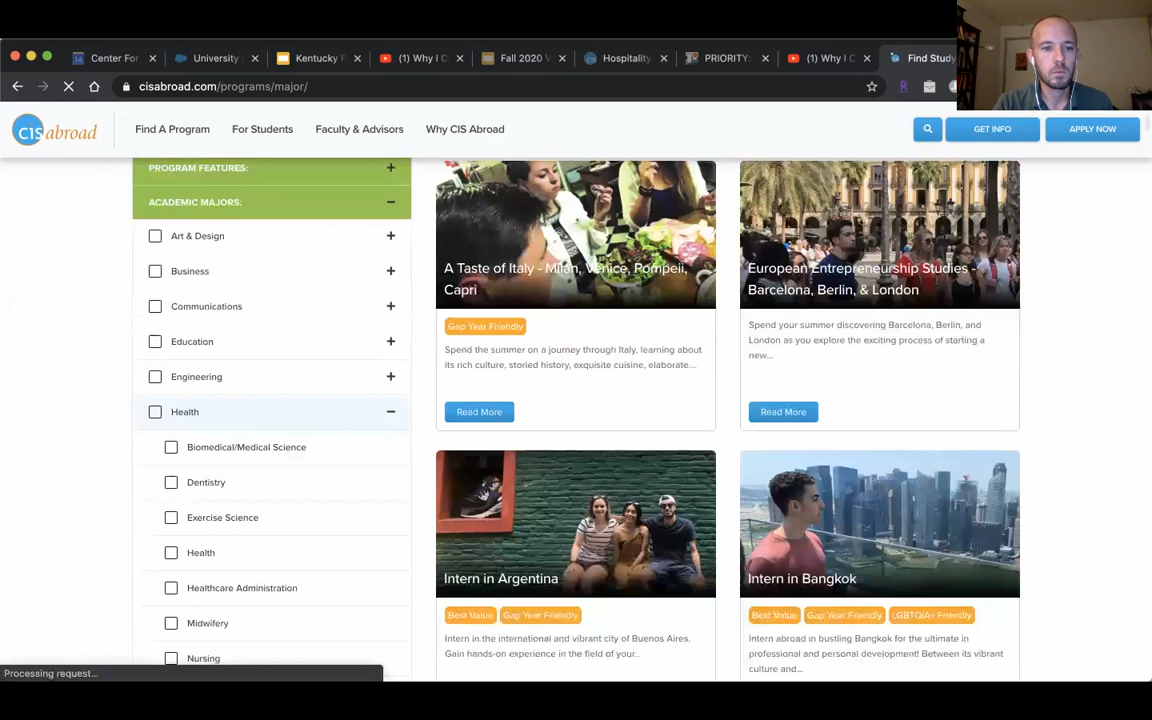 Center For
University
Kentucky F
(1) Why I C
Fall 2020 V
Hospitality
PRIORITY:
(1) Why I C
Find Study
cisabroad.com/programs/major/
CIS abroad
Find A Program
For Students
Faculty & Advisors
Why CIS Abroad
GET INFO
APPLY NOW
PROGRAM FEATURES:
ACADEMIC MAJORS:
Art & Design
Business
Communications
Education
Engineering
Health
Biomedical/Medical Science
Dentistry
Exercise Science
Health
Healthcare Administration
Midwifery
Nursing
A Taste of Italy - Milan, Venice, Pompeii,
Capri
Gap Year Friendly
Spend the summer on a journey through Italy, learning about
its rich culture, storied history, exquisite cuisine, elaborate...
Read More
European Entrepreneurship Studies -
Barcelona, Berlin, & London
Spend your summer discovering Barcelona, Berlin, and
London as you explore the exciting process of starting a
new...
Read More
Intern in Argentina
Best Value
Gap Year Friendly
Intern in the international and vibrant city of Buenos Aires.
Gain hands-on experience in the field of your...
Intern in Bangkok
Best Value
Gap Year Friendly
LGBTQIA+ Friendly
Intern abroad in bustling Bangkok for the ultimate in
professional and personal development! Between its vibrant
culture and...
Processing request...